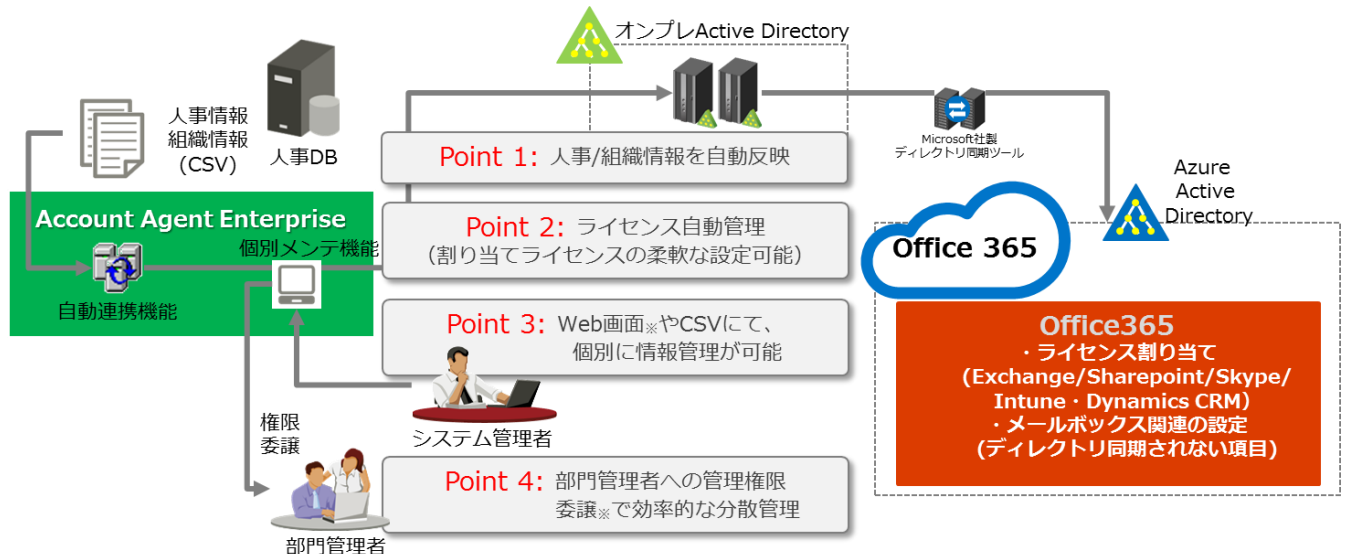 オンプレActive Directory
人事情報
組織情報
(CSV)
人事DB
Microsoft社製
ディレクトリ同期ツール
Point 1: 人事/組織情報を自動反映
Azure
Active
Directory
Account Agent Enterprise
個別メンテ機能
自動連携機能
Point 2: ライセンス自動管理
（割り当てライセンスの柔軟な設定可能）
Office 365
Point 3: Web画面※やCSVにて、
個別に情報管理が可能
Office365
・ライセンス割り当て
(Exchange/Sharepoint/Skype/
Intune・Dynamics CRM）
・メールボックス関連の設定
(ディレクトリ同期されない項目)
権限
委譲
システム管理者
Point 4: 部門管理者への管理権限
委譲※で効率的な分散管理
部門管理者